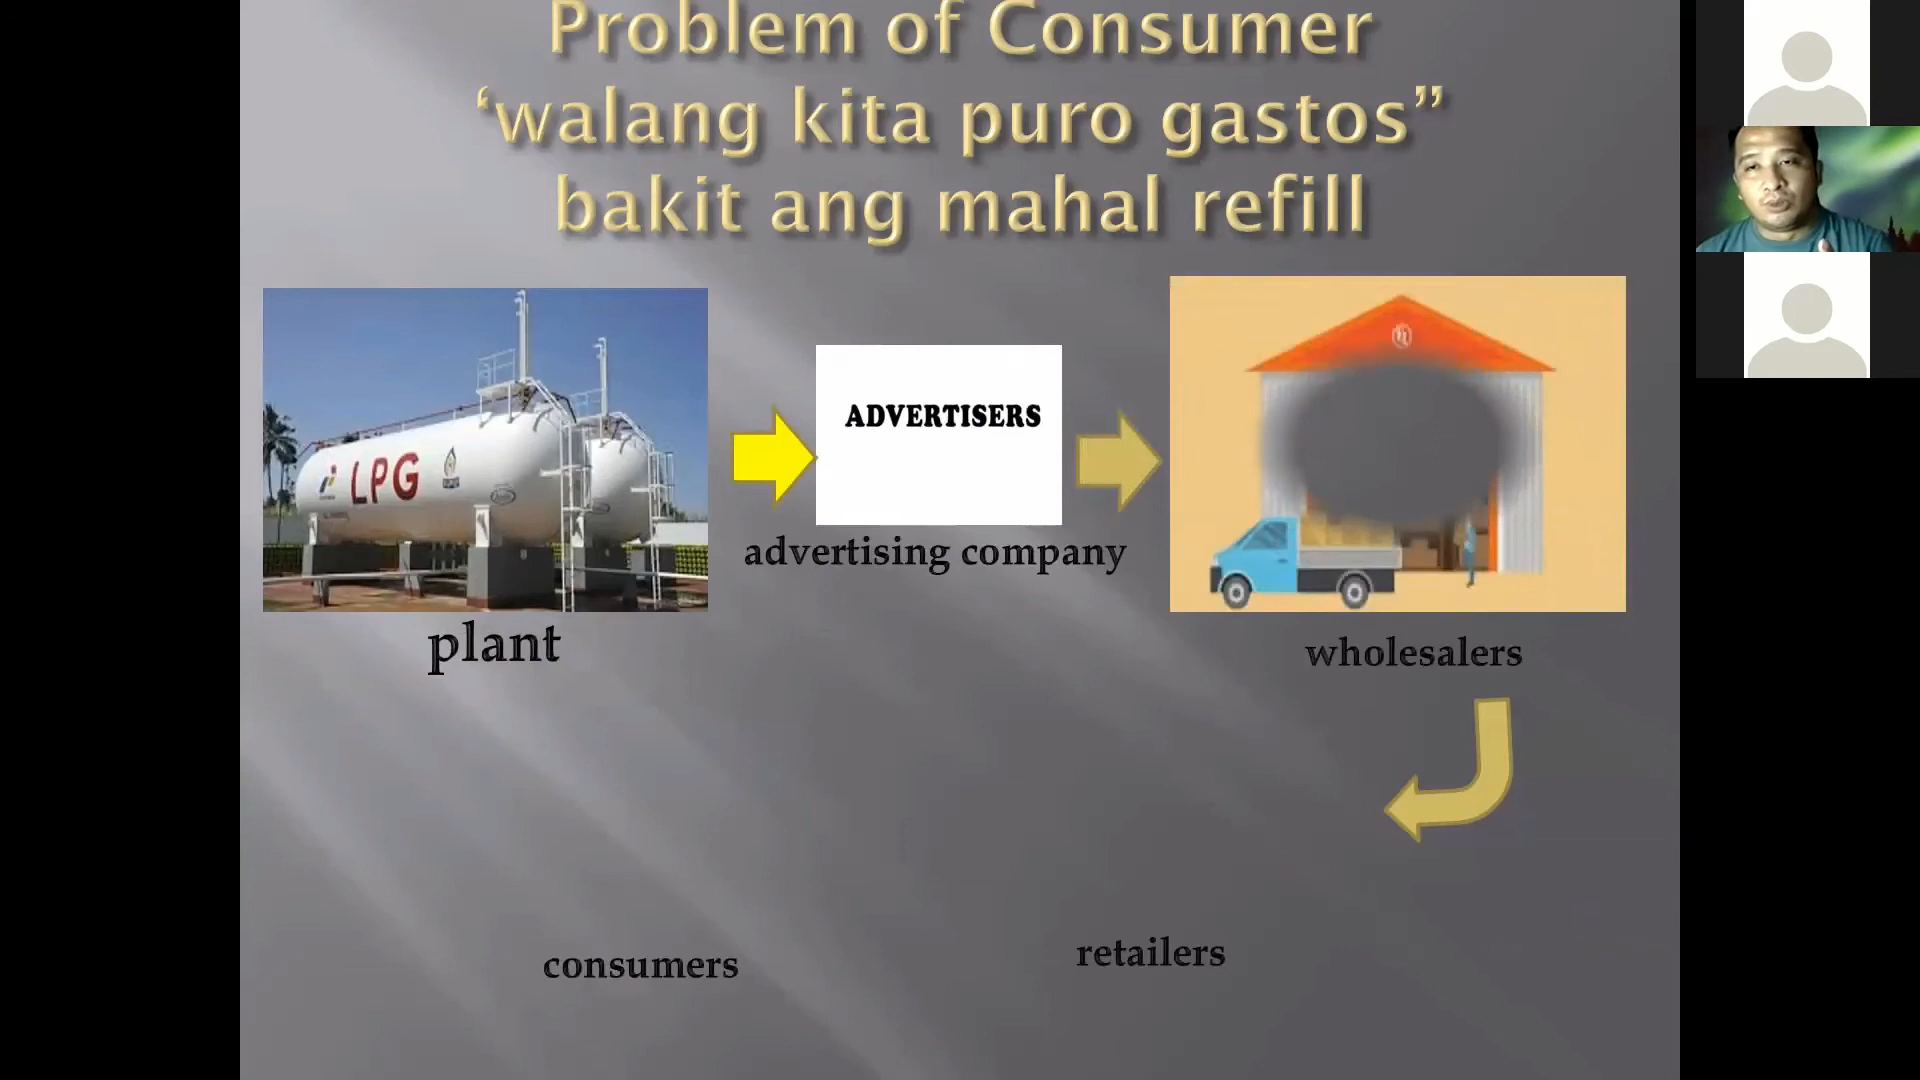 Problem of Consumer
‘walang kita puro gastos”
bakit ang mahal refill
LPG
ADVERTISERS
advertising company
plant
wholesalers
consumers
retailers